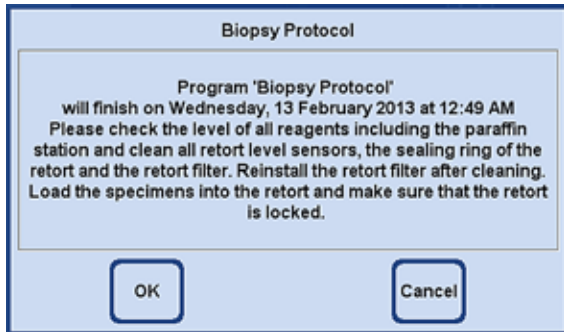 Biopsy Protocol
Program 'Biopsy Protocol'
will finish on Wednesday, 13 February 2013 at 12:49 AM
Please check the level of all reagents including the paraffin
station and clean all retort level sensors, the sealing ring of the
retort and the retort filter. Reinstall the retort filter after cleaning.
Load the specimens into the retort and make sure that the retort
is locked.
OK
Cancel